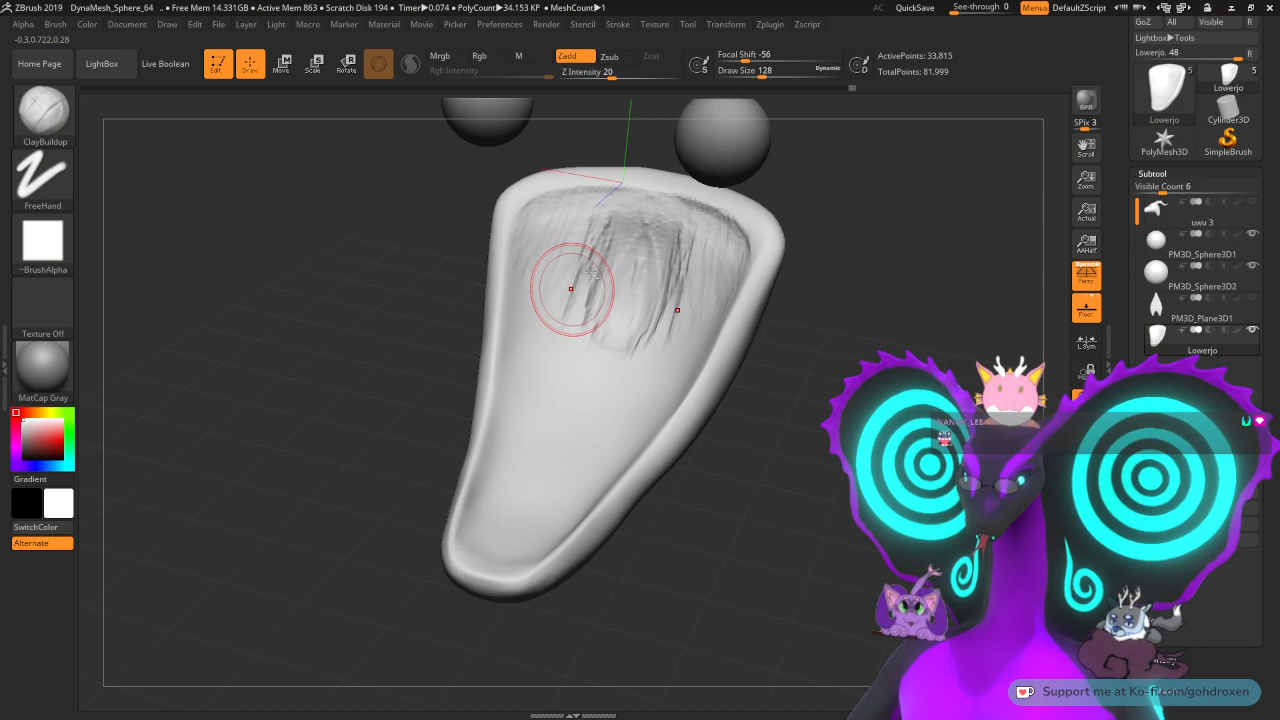 ZBrush 2019 DynaMesh_Sphere_64 .. • Free Mem 14.331GB • Active Mem 863 • Scratch Disk 194 • Timer▶0.074 • PolyCount▶34.153 KP • MeshCount▶1
AC QuickSave See-through 0 Menus DefaultZScript
Alpha Brush Color Document Draw Edit File Layer Light Macro Marker Material Movie Picker Preferences Render Stencil Stroke Texture Tool Transform Zplugin Zscript
GoZ All Visible R
-0.3,0.722,0.28
Lightbox▶Tools
Lowerjo. 48 R
Home Page LightBox Live Boolean Edit Draw Move Scale Rotate
Mrgb Rgb M Zadd Zsub Zcut
Rgb Intensity Z Intensity 20
Focal Shift -56
Draw Size 128 Dynamic
ActivePoints: 33,815
TotalPoints: 81,999
ClayBuildup
FreeHand
~BrushAlpha
Texture Off
MatCap Gray
Gradient
SwitchColor
Alternate
BPR
SPix 3
Scroll
Zoom
Actual
AAHalf
Dynamic
Persp
Floor
L.Sym
5 5
Lowerjo
Lowerjo Cylinder3D
PolyMesh3D SimpleBrush
Subtool
Visible Count 6
uwu 3
PM3D_Sphere3D1
PM3D_Sphere3D2
PM3D_Plane3D1
Lowerjo
Support me at Ko-fi.com/gohdroxen